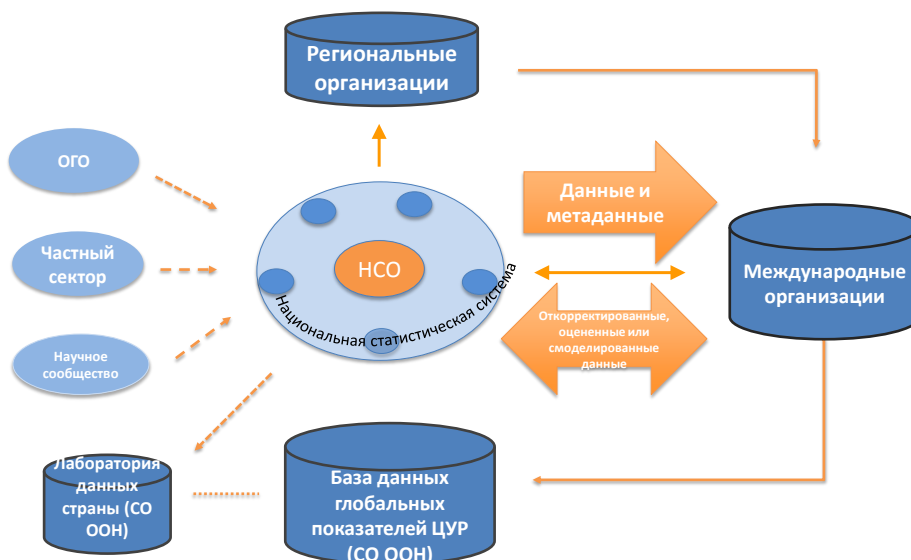 Региональные
организации
ОГО
Данные и
метаданные
Частный
сектор
НСО
Международные
организации
Национальная статистическая система
Откорректированные,
оцененные или
смоделированные
данные
Научное
сообщество
Лаборатория
данных
страны (СО
ООН)
База данных
глобальных
показателей ЦУР
(СО ООН)